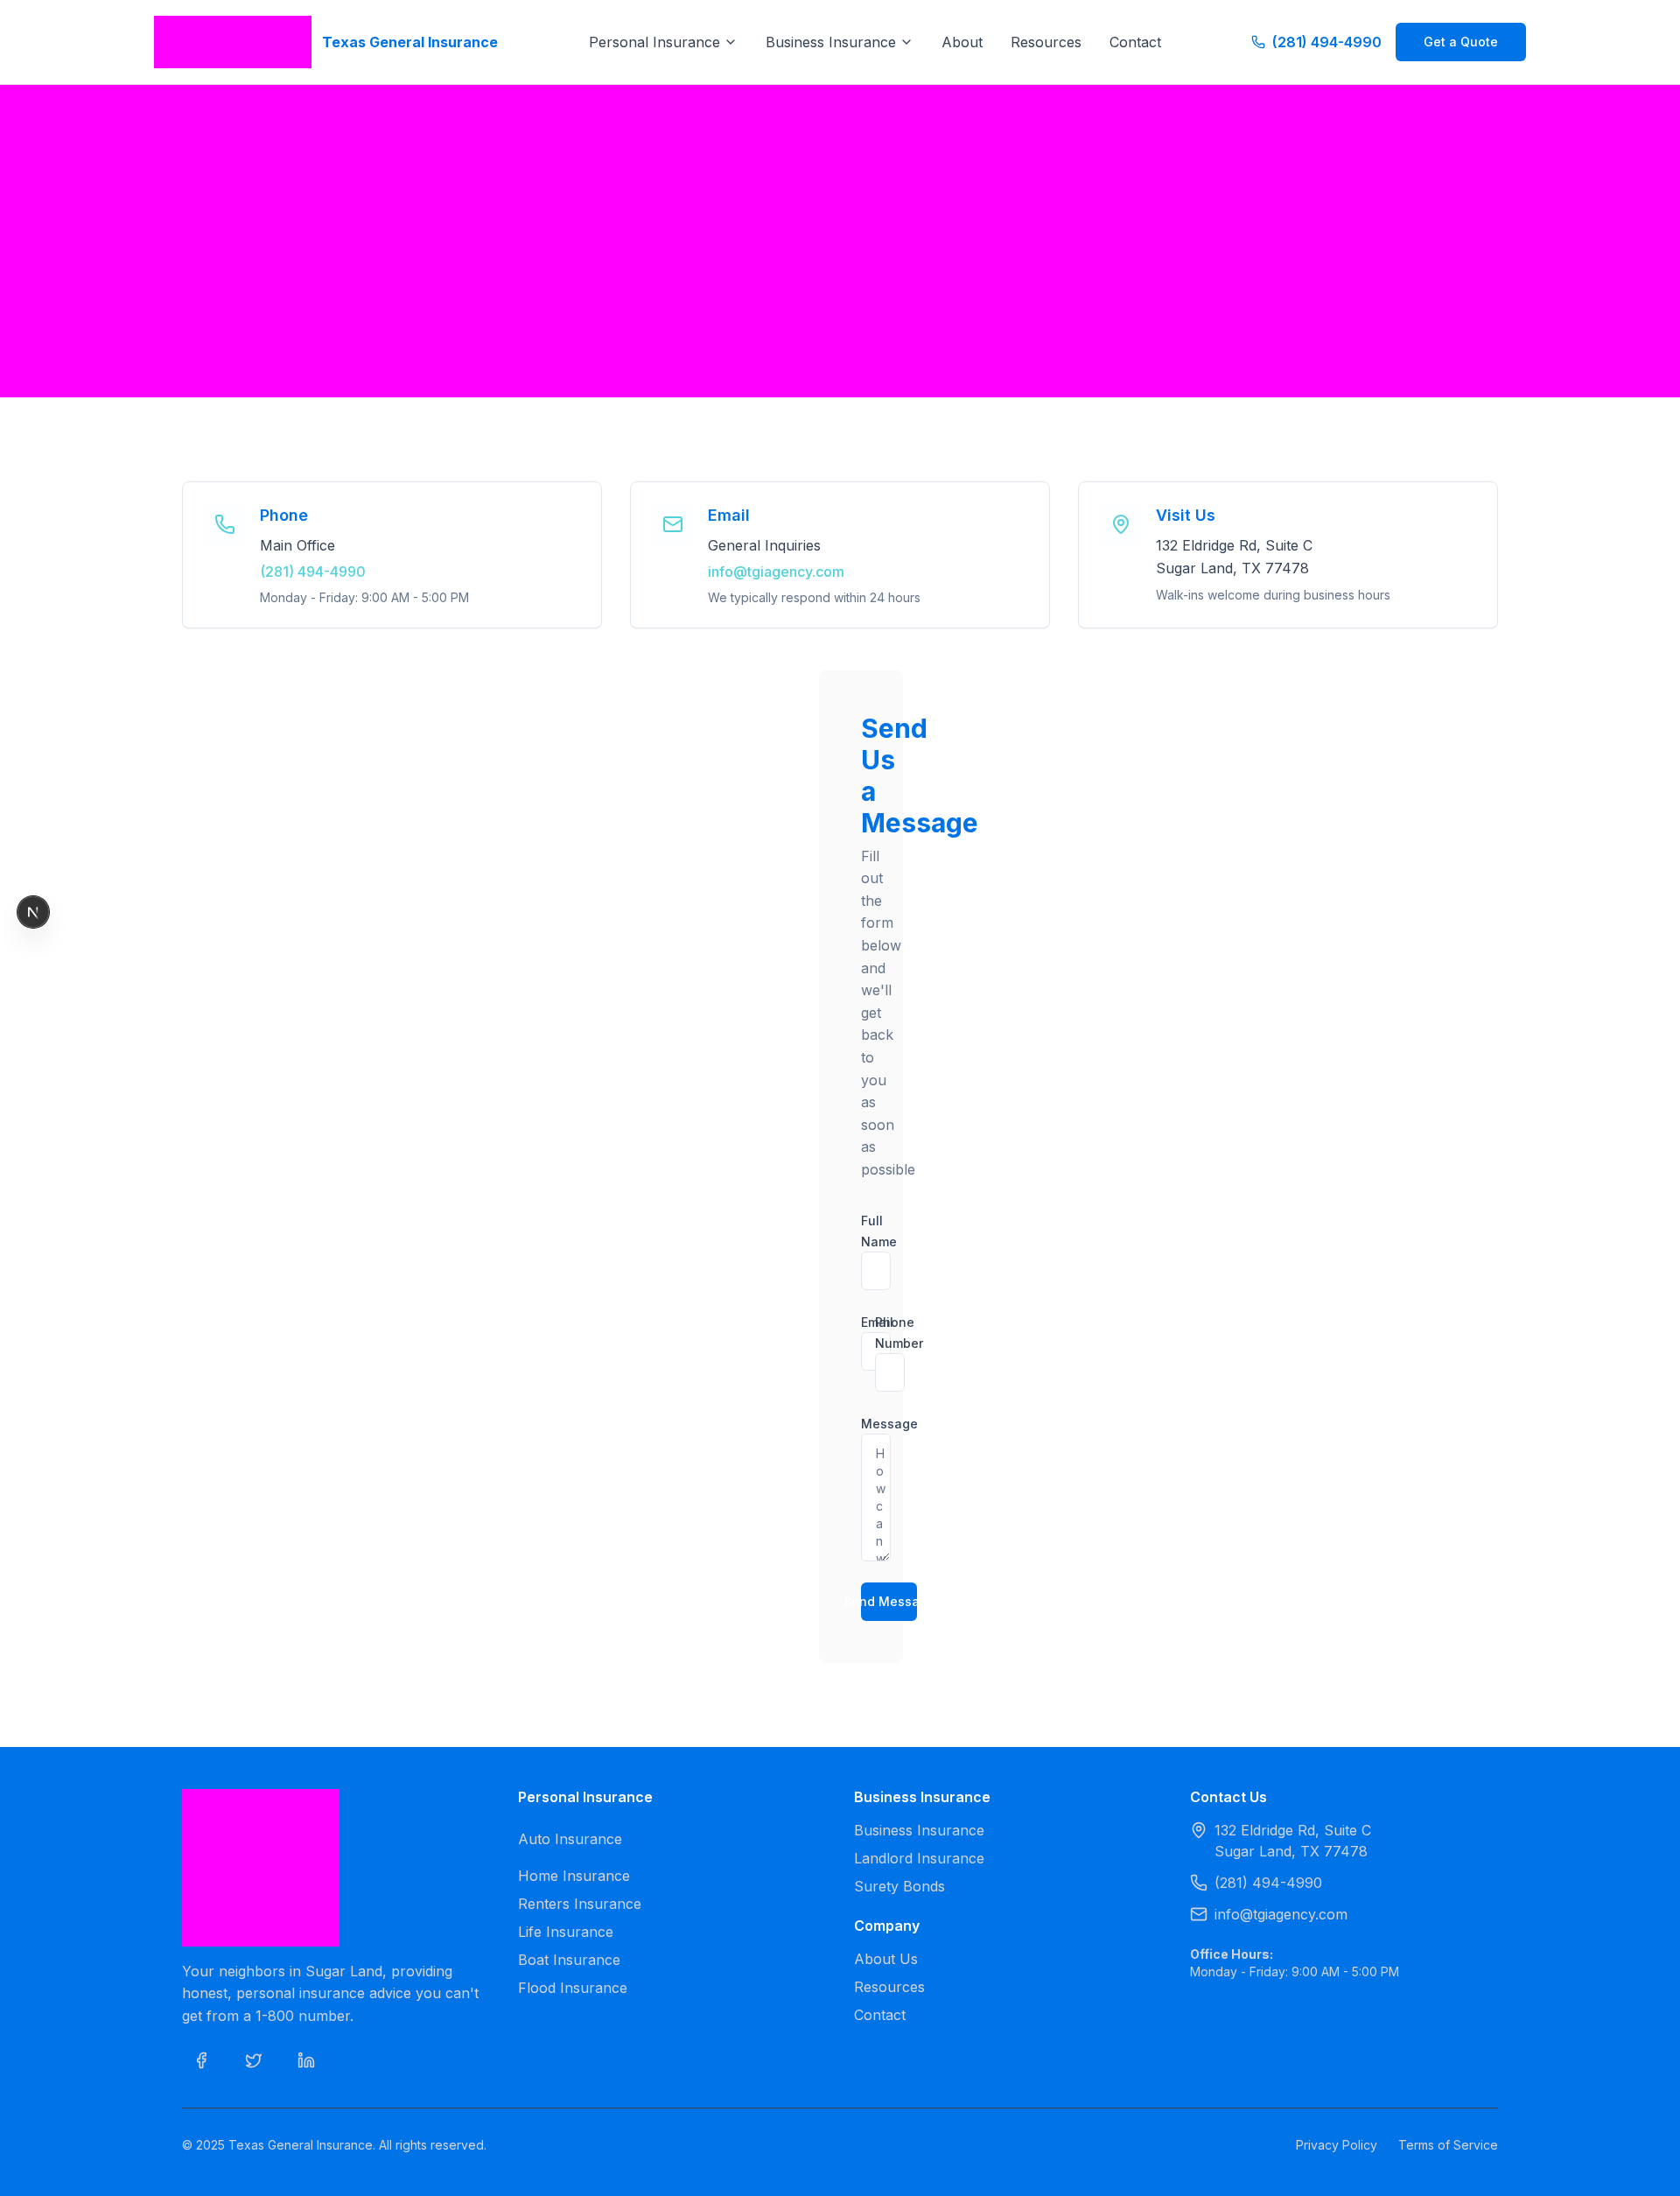 Texas General Insurance
Personal Insurance
Business Insurance
About
Resources
Contact
(281) 494-4990
Get a Quote
Phone
Main Office
(281) 494-4990
Monday - Friday: 9:00 AM - 5:00 PM
Email
General Inquiries
info@tgiagency.com
We typically respond within 24 hours
Visit Us
132 Eldridge Rd, Suite C
Sugar Land, TX 77478
Walk-ins welcome during business hours
Send
Us
a
Message
Fill
out
the
form
below
and
we'll
get
back
to
you
as
soon
as
possible
Full
Name
Email
Phone
Number
Message
H
o
w
c
a
n
w
nd Messa
Personal Insurance
Auto Insurance
Home Insurance
Renters Insurance
Life Insurance
Boat Insurance
Flood Insurance
Business Insurance
Business Insurance
Landlord Insurance
Surety Bonds
Company
About Us
Resources
Contact
Contact Us
132 Eldridge Rd, Suite C
Sugar Land, TX 77478
(281) 494-4990
info@tgiagency.com
Office Hours:
Monday - Friday: 9:00 AM - 5:00 PM
Your neighbors in Sugar Land, providing
honest, personal insurance advice you can't
get from a 1-800 number.
© 2025 Texas General Insurance. All rights reserved.
Privacy Policy
Terms of Service